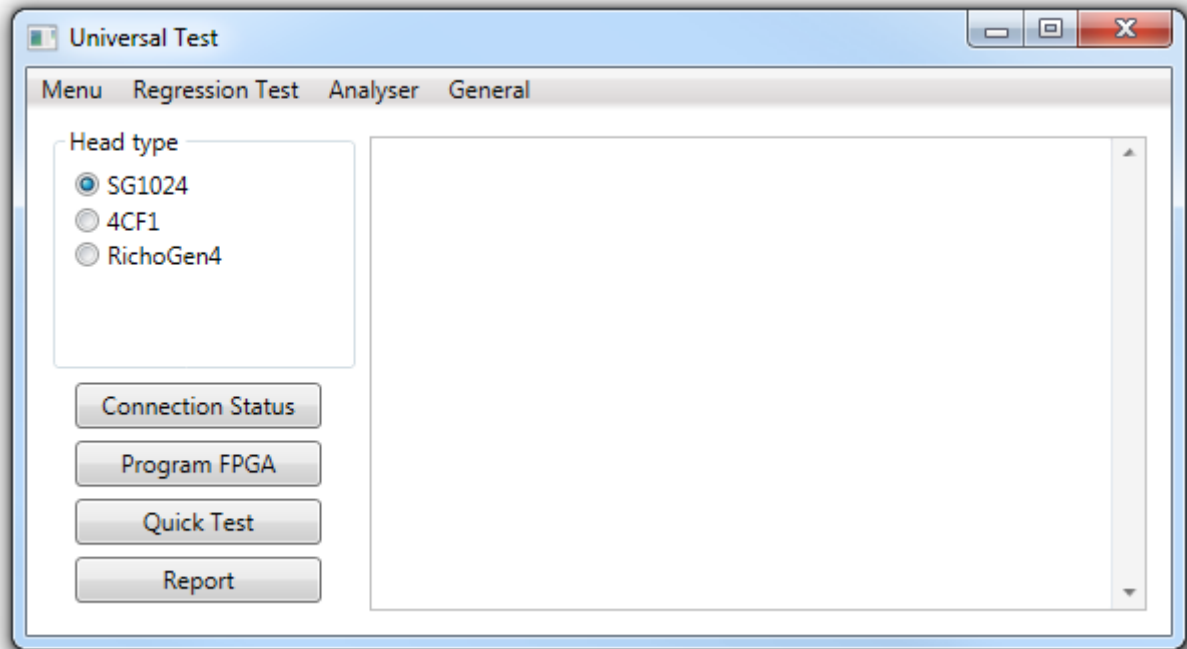 Universal Test
Menu Regression Test Analyser General
Head type
SG1024
4CF1
RichoGen4
Connection Status
Program FPGA
Quick Test
Report